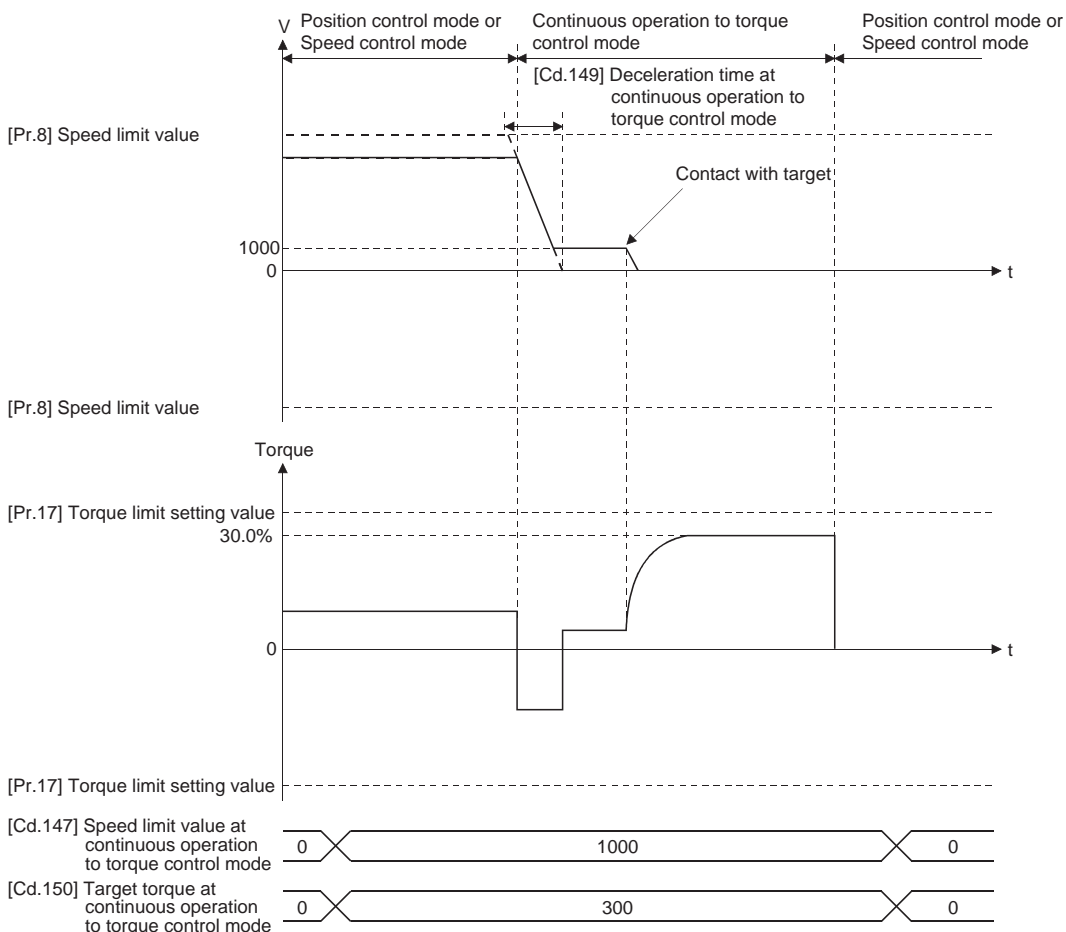 V
Position control mode or
Speed control mode
Continuous operation to torque
control mode
Position control mode or
Speed control mode
[Cd.149] Deceleration time at
continuous operation to
torque control mode
[Pr.8] Speed limit value
Contact with target
1000
0
t
[Pr.8] Speed limit value
Torque
[Pr.17] Torque limit setting value
30.0%
0
t
[Pr.17] Torque limit setting value
[Cd.147] Speed limit value at
continuous operation
to torque control mode
0
1000
0
[Cd.150] Target torque at
continuous operation
to torque control mode
0
300
0